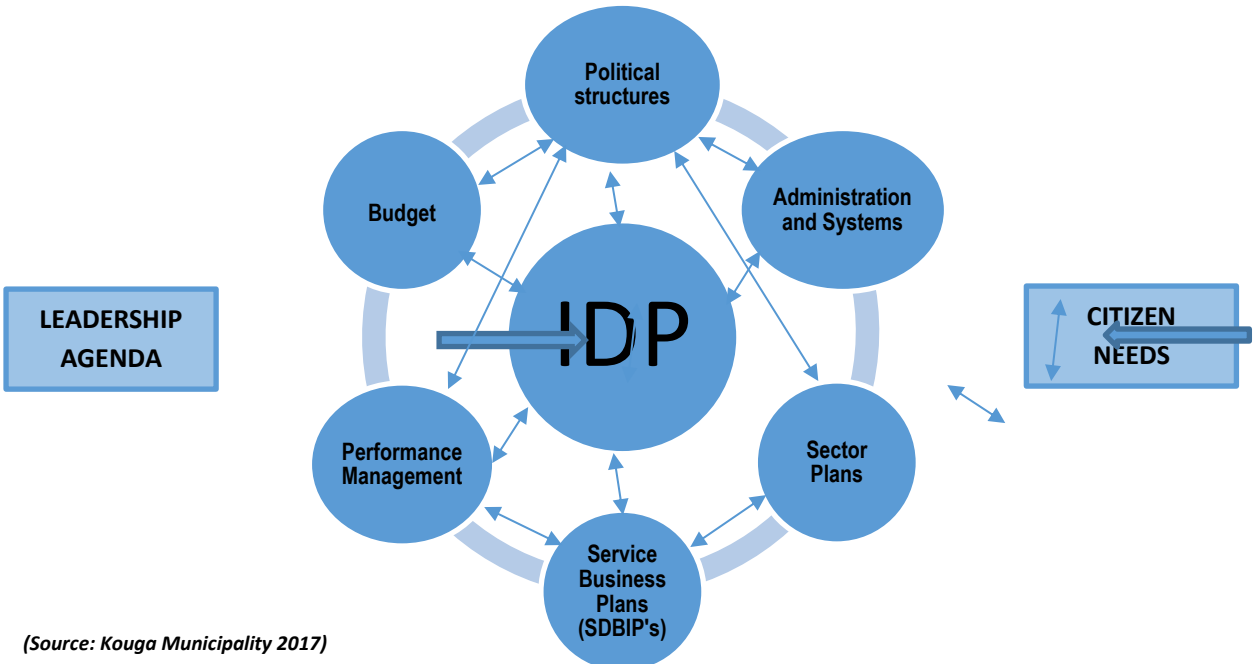 Political
structures
Budget
Administration
and Systems
LEADERSHIP
AGENDA
IDP
CITIZEN
NEEDS
Performance
Management
Sector
Plans
Service
Business
Plans
(SDBIP's)
(Source: Kouga Municipality 2017)